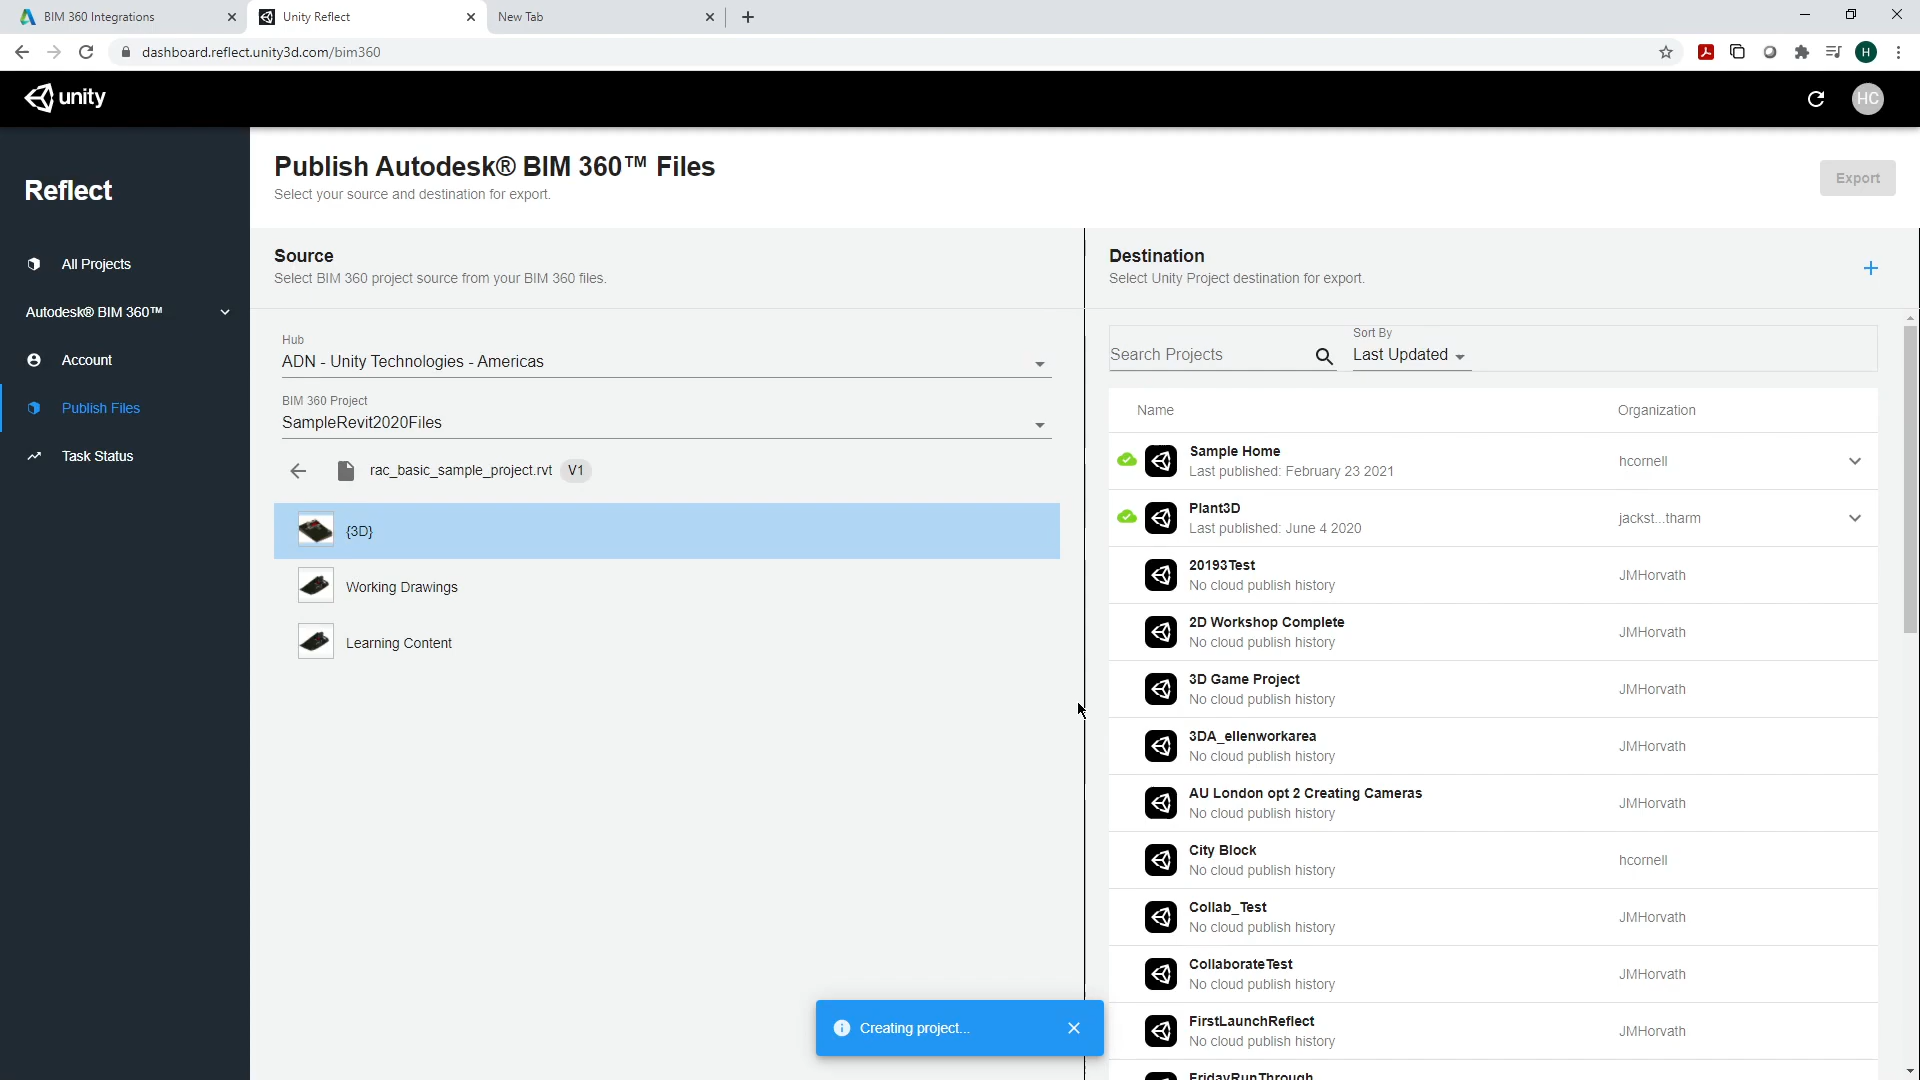 BIM 360 Integrations
Unity Reflect
New Tab
dashboard.reflect.unity3d.com/bim360
H
unity
HC
Reflect
All Projects
Autodesk® BIM 360™
Account
Publish Files
Task Status
Publish Autodesk® BIM 360™ Files
Select your source and destination for export.
Export
Source
Select BIM 360 project source from your BIM 360 files.
Hub
ADN - Unity Technologies - Americas
BIM 360 Project
SampleRevit2020Files
rac_basic_sample_project.rvt V1
{3D}
Working Drawings
Learning Content
Destination
Select Unity Project destination for export.
Search Projects
Sort By
Last Updated
Name Organization
Sample Home
Last published: February 23 2021
hcornell
Plant3D
Last published: June 4 2020
jackst...tharm
20193Test
No cloud publish history
JMHorvath
2D Workshop Complete
No cloud publish history
JMHorvath
3D Game Project
No cloud publish history
JMHorvath
3DA_ellenworkarea
No cloud publish history
JMHorvath
AU London opt 2 Creating Cameras
No cloud publish history
JMHorvath
City Block
No cloud publish history
hcornell
Collab_Test
No cloud publish history
JMHorvath
CollaborateTest
No cloud publish history
JMHorvath
FirstLaunchReflect
No cloud publish history
JMHorvath
FridayRunThrough
Creating project...